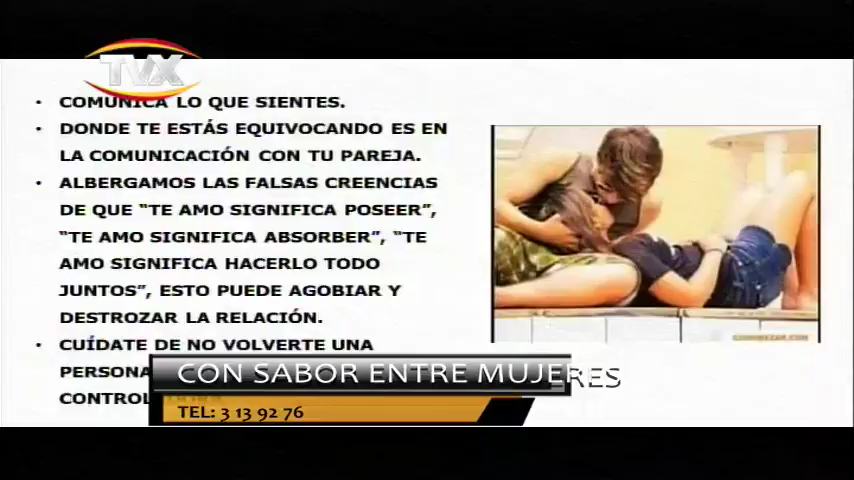 TVX
COMUNICA LO QUE SIENTES.
DONDE TE ESTÁS EQUIVOCANDO ES EN
LA COMUNICACIÓN CON TU PAREJA.
ALBERGAMOS LAS FALSAS CREENCIAS
DE QUE “TE AMO SIGNIFICA POSEER”,
“TE AMO SIGNIFICA ABSORBER”, “TE
AMO SIGNIFICA HACERLO TODO
JUNTOS”, ESTO PUEDE AGOBIAR Y
DESTROZAR LA RELACIÓN.
CUÍDATE DE NO VOLVERTE UNA
PERSONA
CONTROL
CON SABOR ENTRE MUJERES
TEL: 3 13 92 76